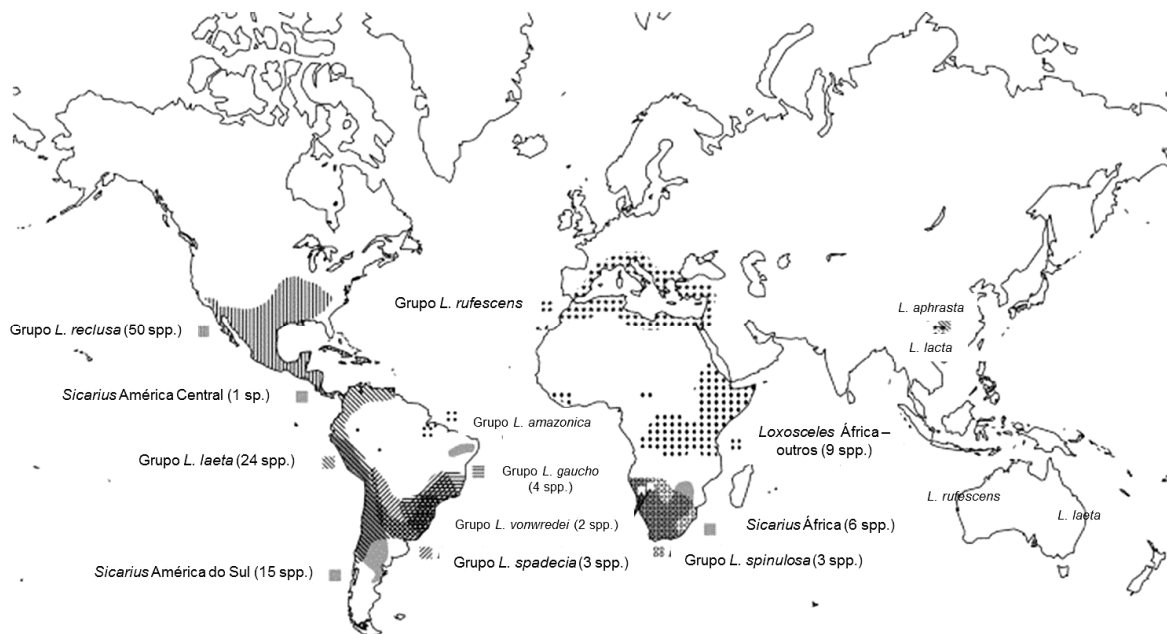 Grupo L. rufescens
L. aphrasta
Grupo L. reclusa (50 spp.)
L. lacta
Sicarius América Central (1 sp.)
Grupo L. amazonica
Loxosceles África –
outros (9 spp.)
Grupo L. laeta (24 spp.)
Grupo L. gaucho
(4 spp.)
L. rufescens
L. laeta
Grupo L. vonwredei (2 spp.)
Sicarius África (6 spp.)
Grupo L. spadecia (3 spp.)
Grupo L. spinulosa (3 spp.)
Sicarius América do Sul (15 spp.)